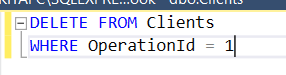 DELETE FROM Clients
WHERE OperationId = 1